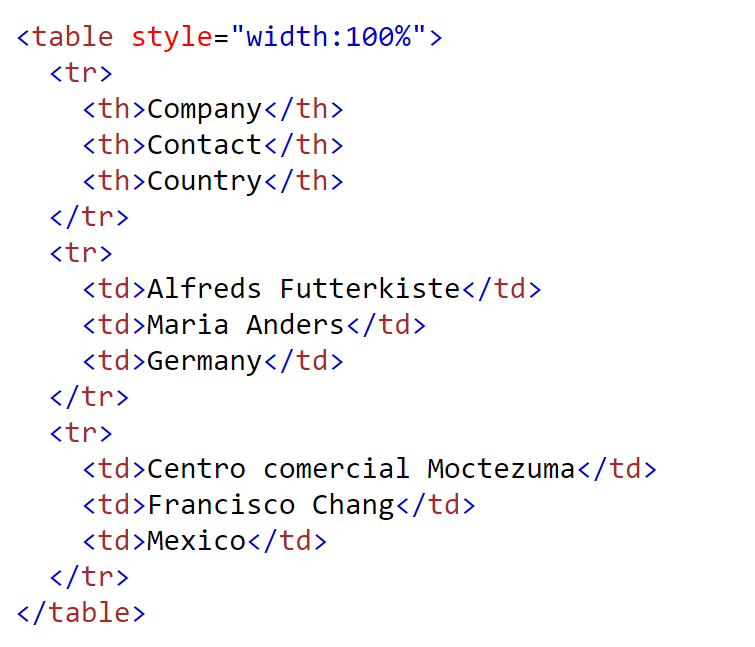 <table style="width:100%">
  <tr>
    <th>Company</th>
    <th>Contact</th>
    <th>Country</th>
  </tr>
  <tr>
    <td>Alfreds Futterkiste</td>
    <td>Maria Anders</td>
    <td>Germany</td>
  </tr>
  <tr>
    <td>Centro comercial Moctezuma</td>
    <td>Francisco Chang</td>
    <td>Mexico</td>
  </tr>
</table>